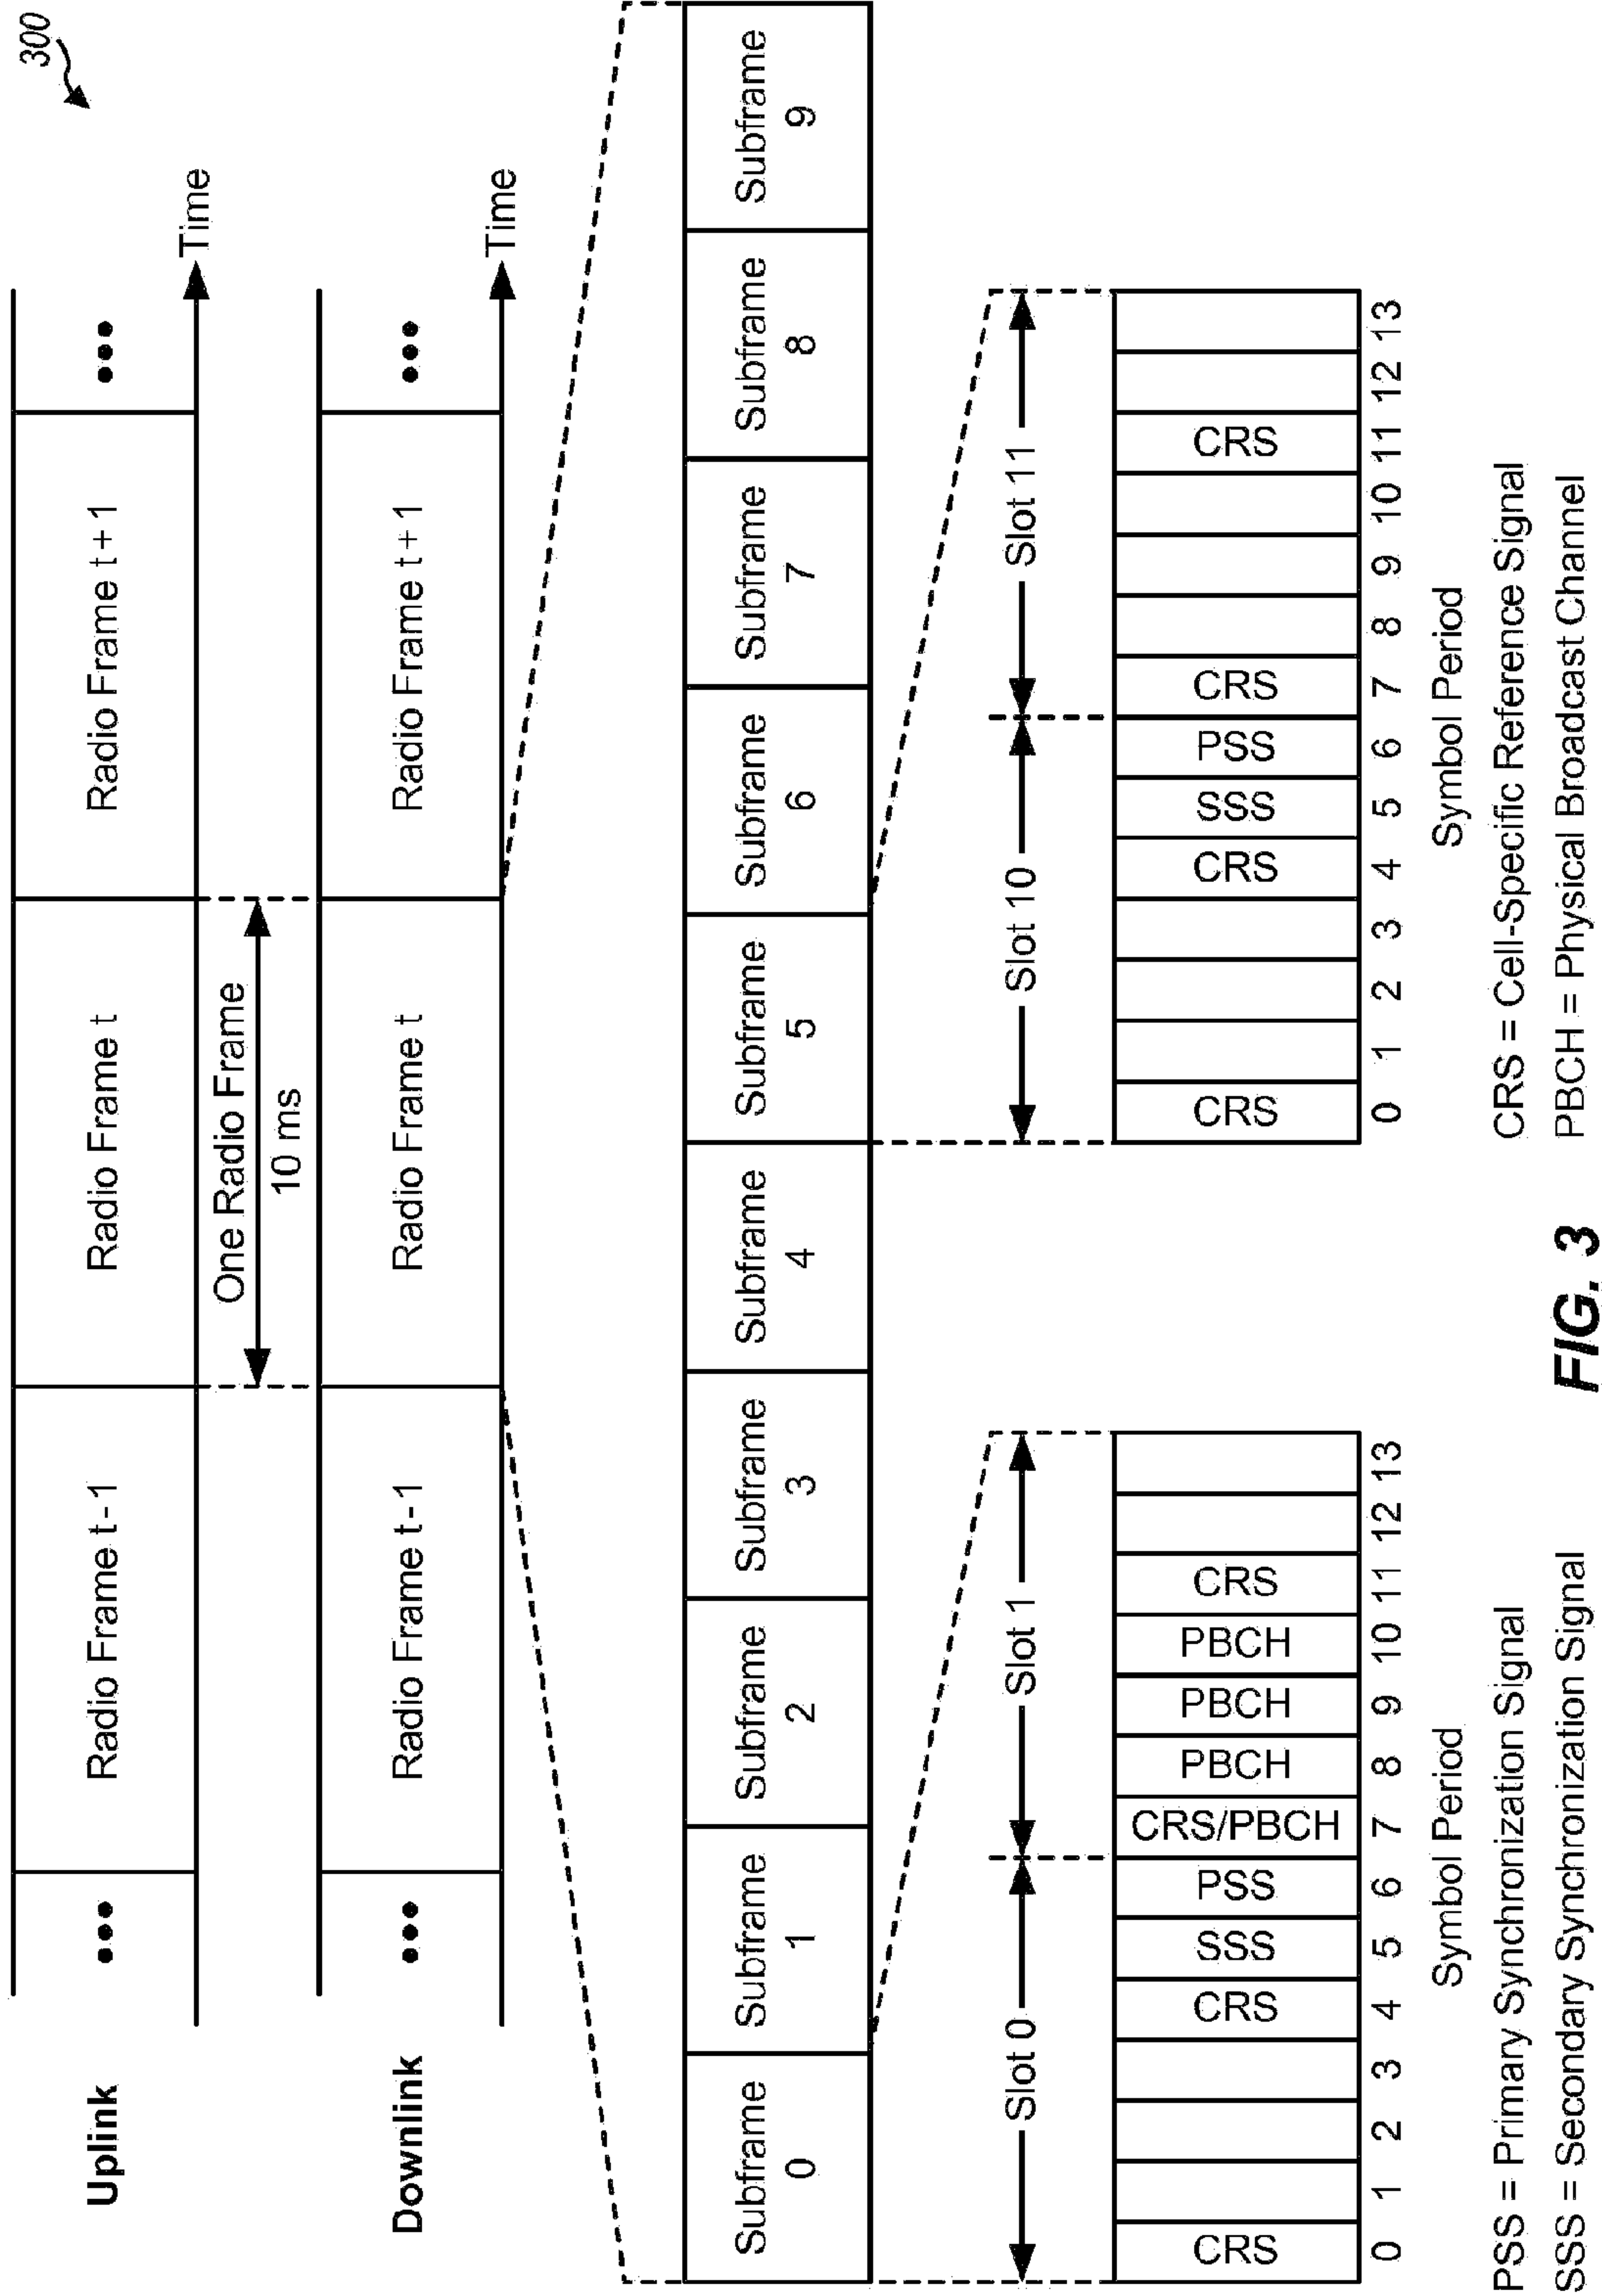 300
Uplink
••• Radio Frame t-1 Radio Frame t Radio Frame t+1 •••
Time
One Radio Frame
10 ms
Downlink
••• Radio Frame t-1 Radio Frame t Radio Frame t+1 •••
Time
Subframe 0
Subframe 1
Subframe 2
Subframe 3
Subframe 4
Subframe 5
Subframe 6
Subframe 7
Subframe 8
Subframe 9
Slot 0 Slot 1
CRS CRS SSS PSS CRS/PBCH PBCH PBCH PBCH CRS
0 1 2 3 4 5 6 7 8 9 10 11 12 13
Symbol Period
Slot 10 Slot 11
CRS CRS SSS PSS CRS CRS
0 1 2 3 4 5 6 7 8 9 10 11 12 13
Symbol Period
PSS = Primary Synchronization Signal
SSS = Secondary Synchronization Signal
CRS = Cell-Specific Reference Signal
PBCH = Physical Broadcast Channel
FIG. 3